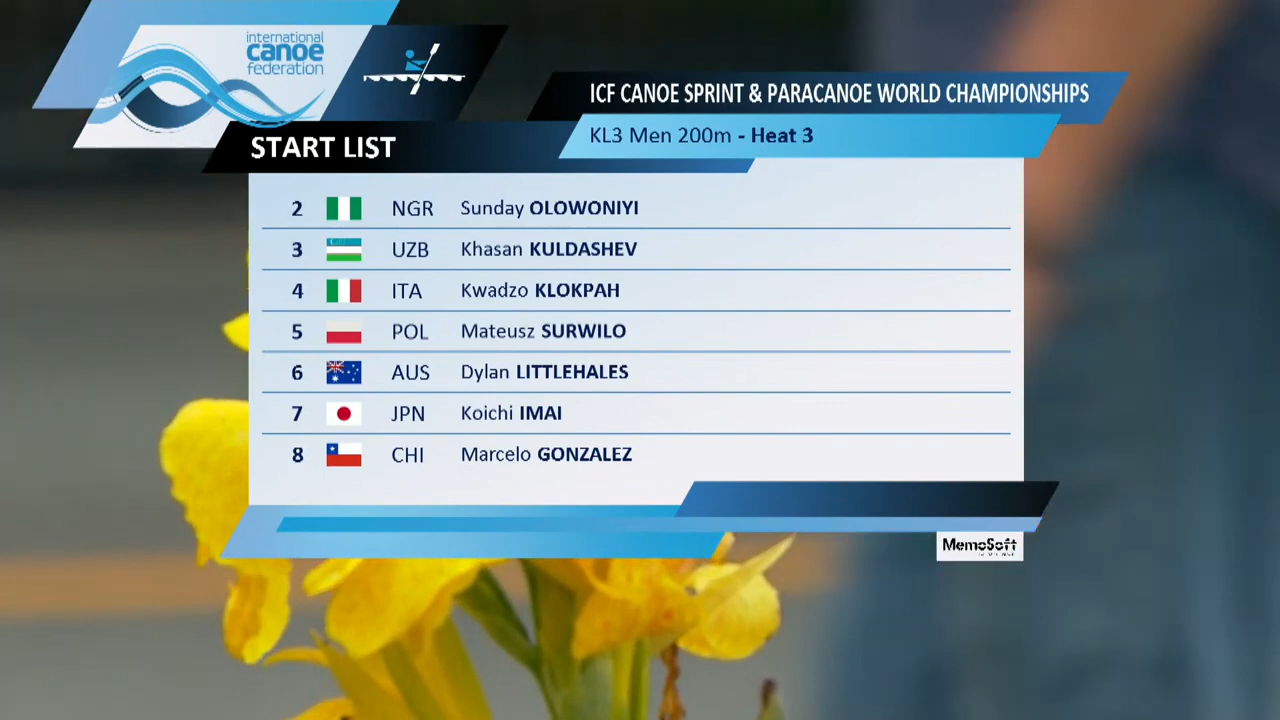 international
canoe
federation
ICF CANOE SPRINT & PARACANOE WORLD CHAMPIONSHIPS
KL3 Men 200m - Heat 3
START LIST
2 NGR Sunday OLOWONIYI
3 UZB Khasan KULDASHEV
4 ITA Kwadzo KLOKPAH
5 POL Mateusz SURWILO
6 AUS Dylan LITTLEHALES
7 JPN Koichi IMAI
8 CHI Marcelo GONZALEZ
MemoSoft